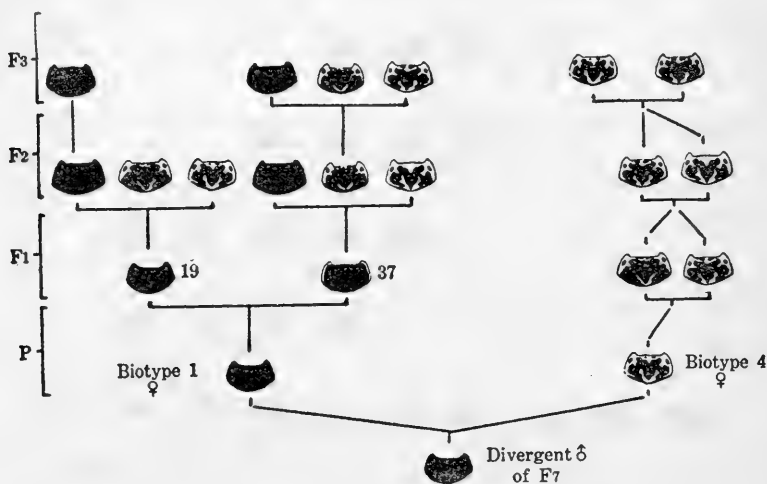 F3
F2
F1
19
37
P
Biotype 1
♀
Biotype 4
♀
Divergent ♂
of F7